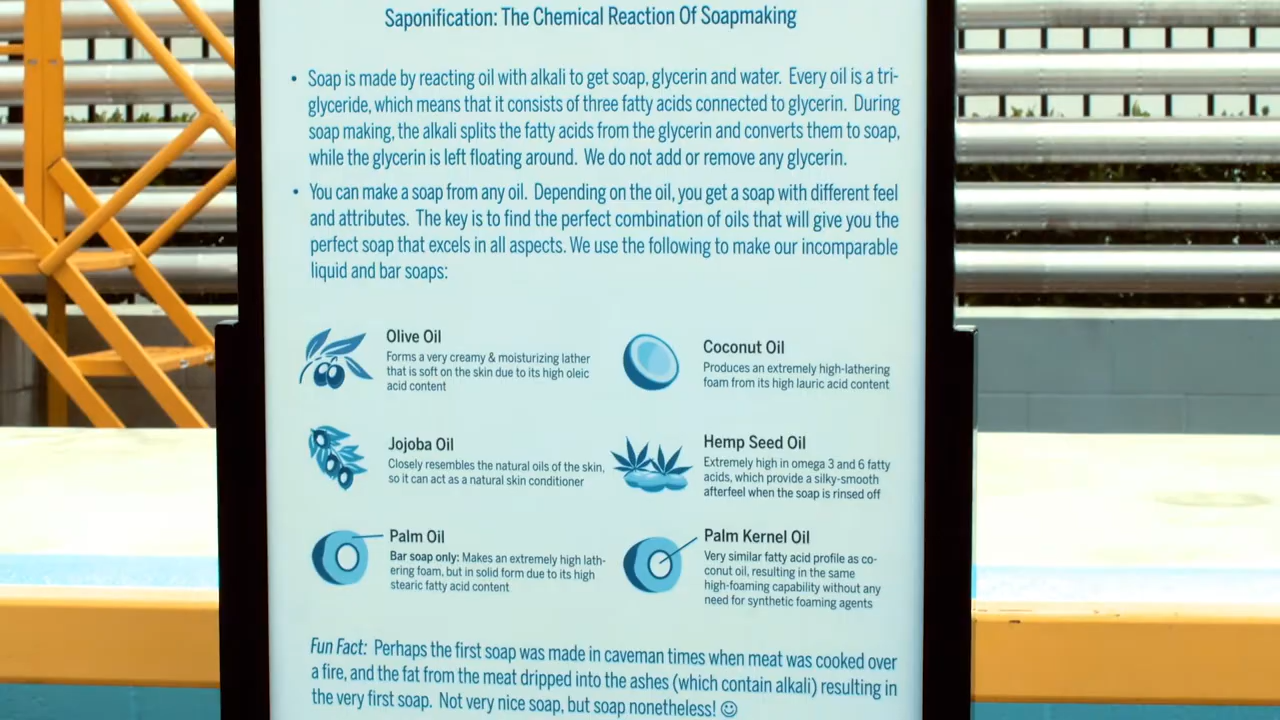 Saponification: The Chemical Reaction Of Soapmaking
• Soap is made by reacting oil with alkali to get soap, glycerin and water. Every oil is a tri-
glyceride, which means that it consists of three fatty acids connected to glycerin. During
soap making, the alkali splits the fatty acids from the glycerin and converts them to soap,
while the glycerin is left floating around. We do not add or remove any glycerin.
• You can make a soap from any oil. Depending on the oil, you get a soap with different feel
and attributes. The key is to find the perfect combination of oils that will give you the
perfect soap that excels in all aspects. We use the following to make our incomparable
liquid and bar soaps:
Olive Oil
Forms a very creamy & moisturizing lather
that is soft on the skin due to its high oleic
acid content
Coconut Oil
Produces an extremely high-lathering
foam from its high lauric acid content
Jojoba Oil
Closely resembles the natural oils of the skin,
so it can act as a natural skin conditioner
Hemp Seed Oil
Extremely high in omega 3 and 6 fatty
acids, which provide a silky-smooth
afterfeel when the soap is rinsed off
Palm Oil
Bar soap only: Makes an extremely high lath-
ering foam, but in solid form due to its high
stearic fatty acid content
Palm Kernel Oil
Very similar fatty acid profile as co-
conut oil, resulting in the same
high-foaming capability without any
need for synthetic foaming agents
Fun Fact: Perhaps the first soap was made in caveman times when meat was cooked over
a fire, and the fat from the meat dripped into the ashes (which contain alkali) resulting in
the very first soap. Not very nice soap, but soap nonetheless! ☺